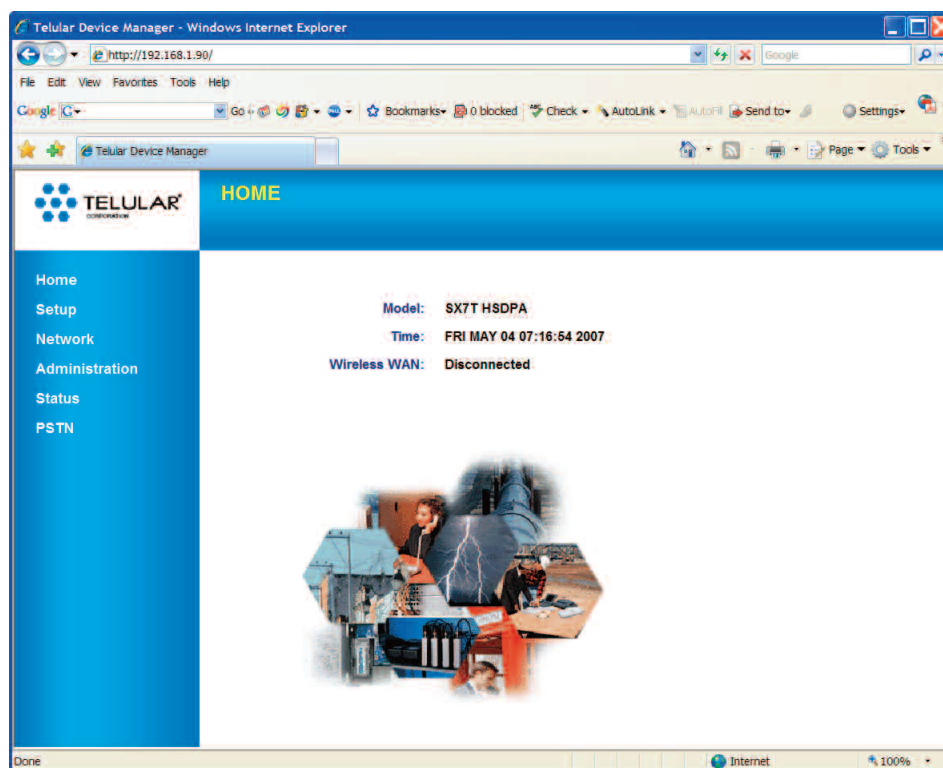 Telular Device Manager - Windows Internet Explorer
http://192.168.1.90/
Google
File Edit View Favorites Tools Help
Google G Go Bookmarks 0 blocked Check AutoLink AutoFill Send to Settings
Telular Device Manager Page Tools
TELULAR HOME
CORPORATION
Home
Setup
Network
Administration
Status
PSTN
Model: SX7T HSDPA
Time: FRI MAY 04 07:16:54 2007
Wireless WAN: Disconnected
Done Internet 100%